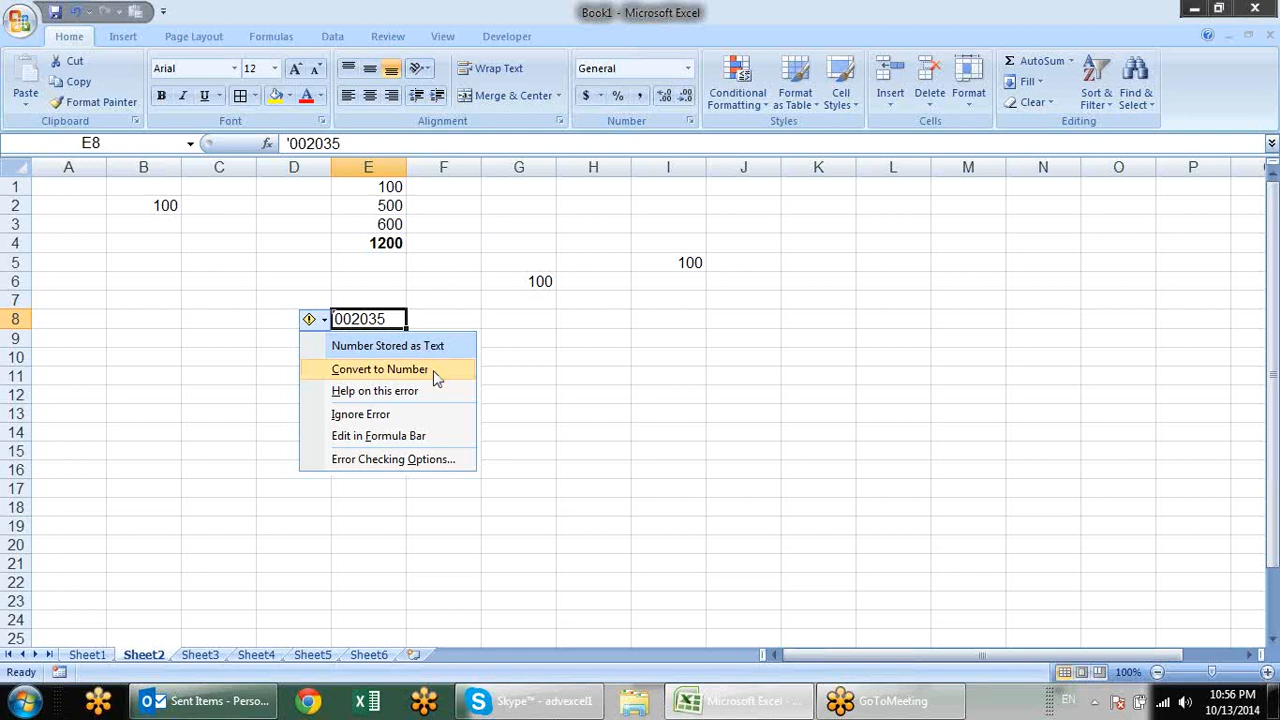 Book1 - Microsoft Excel
Home Insert Page Layout Formulas Data Review View Developer
Paste
Cut
Copy
Format Painter
Clipboard
Arial 12
B I U A
Font
Wrap Text
Merge & Center
Alignment
General
$ % ,
Number
Conditional Formatting
Format as Table
Cell Styles
Styles
Insert Delete Format
Cells
Σ AutoSum
Fill
Clear
Sort & Filter
Find & Select
Editing
E8 fx '002035
A B C D E F G H I J K L M N O P
1 100
2 100 500
3 600
4 1200
5 100
6 100
7
8 '002035
9 Number Stored as Text
10
11 Convert to Number
12 Help on this error
13 Ignore Error
14 Edit in Formula Bar
15
16 Error Checking Options...
17
18
19
20
21
22
23
24
25
Sheet1 Sheet2 Sheet3 Sheet4 Sheet5 Sheet6
Ready 100%
Sent Items - Perso...
Skype™ - advexcel1
Microsoft Excel - ...
GoToMeeting
EN
10:56 PM
10/13/2014